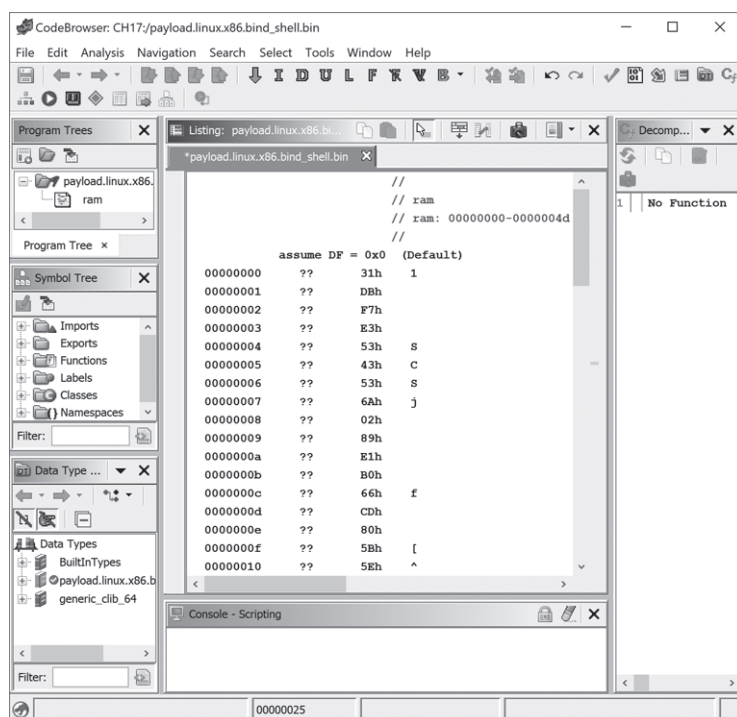 CodeBrowser: CH17:/payload.linux.x86.bind_shell.bin
File Edit Analysis Navigation Search Select Tools Window Help
I D U L F B
Program Trees
payload.linux.x86.
ram
Program Tree
Symbol Tree
Imports
Exports
Functions
Labels
Classes
Namespaces
Filter:
Data Type ...
Data Types
BuiltInTypes
payload.linux.x86.b
generic_clib_64
Filter:
Listing: payload.linux.x86.bi...
*payload.linux.x86.bind_shell.bin
//
// ram
// ram: 00000000-0000004d
//
assume DF = 0x0 (Default)
00000000 ?? 31h 1
00000001 ?? DBh
00000002 ?? F7h
00000003 ?? E3h
00000004 ?? 53h S
00000005 ?? 43h C
00000006 ?? 53h S
00000007 ?? 6Ah j
00000008 ?? 02h
00000009 ?? 89h
0000000a ?? E1h
0000000b ?? B0h
0000000c ?? 66h f
0000000d ?? CDh
0000000e ?? 80h
0000000f ?? 5Bh [
00000010 ?? 5Eh ^
Console - Scripting
Decomp...
1 No Function
00000025